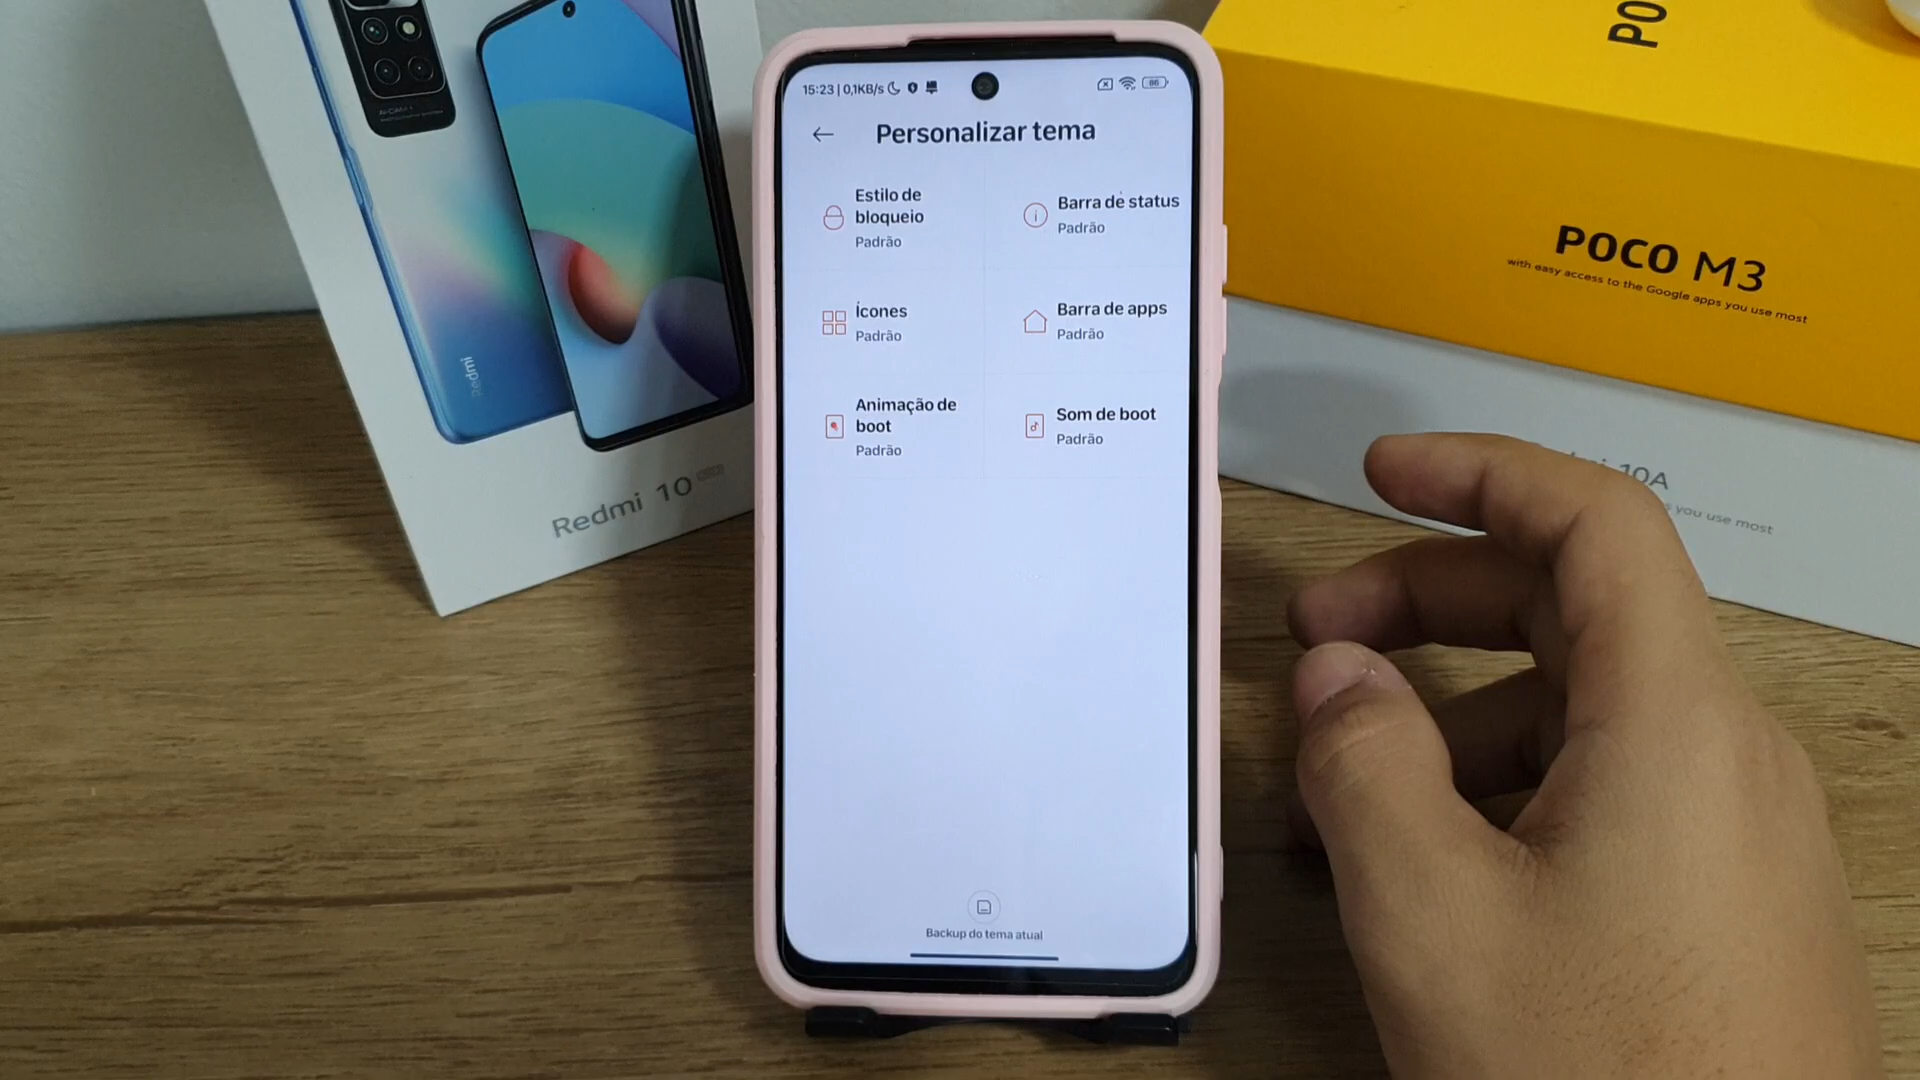 15:23 | 0,1KB/s
86
Personalizar tema
Estilo de
bloqueio
Padrão
Barra de status
Padrão
Ícones
Padrão
Barra de apps
Padrão
Animação de
boot
Padrão
Som de boot
Padrão
Backup do tema atual
Redmi
Redmi 10
PO
POCO M3
with easy access to the Google apps you use most
10A
you use most